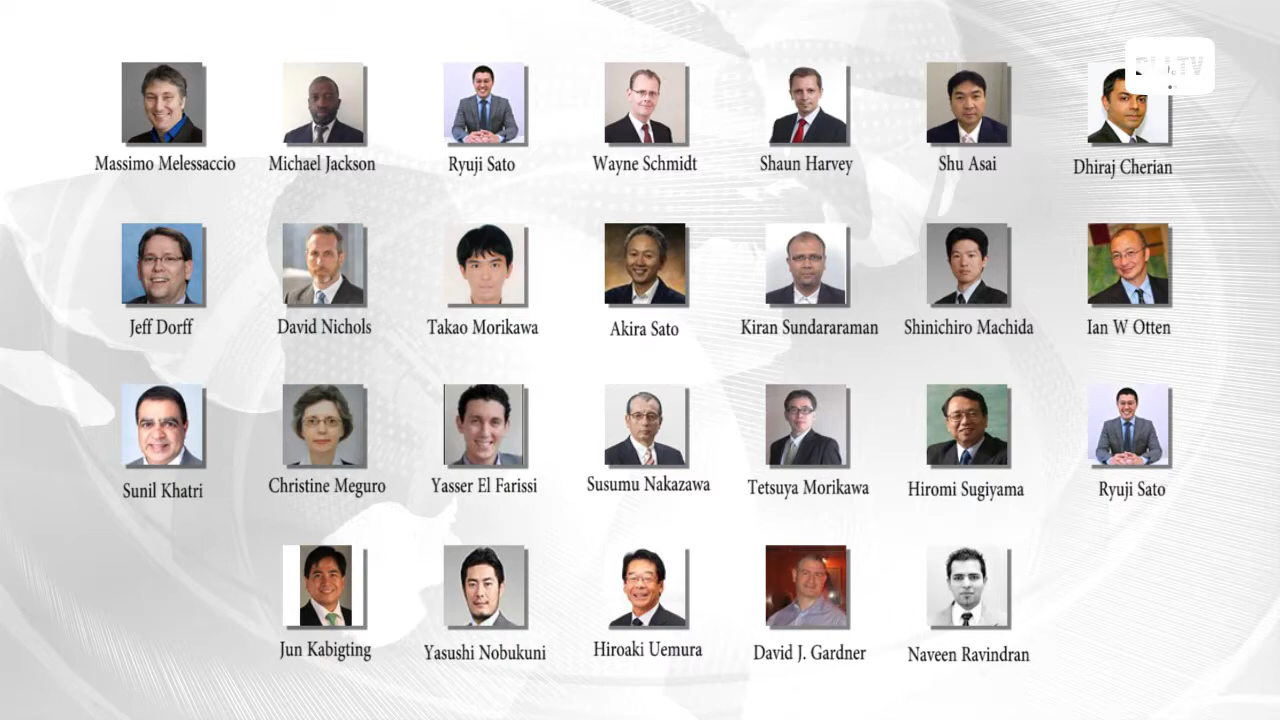 Massimo Melessaccio
Michael Jackson
Ryuji Sato
Wayne Schmidt
Shaun Harvey
Shu Asai
Dhiraj Cherian
Jeff Dorff
David Nichols
Takao Morikawa
Akira Sato
Kiran Sundararaman
Shinichiro Machida
Ian W Otten
Sunil Khatri
Christine Meguro
Yasser El Farissi
Susumu Nakazawa
Tetsuya Morikawa
Hiromi Sugiyama
Ryuji Sato
Jun Kabigting
Yasushi Nobukuni
Hiroaki Uemura
David J. Gardner
Naveen Ravindran